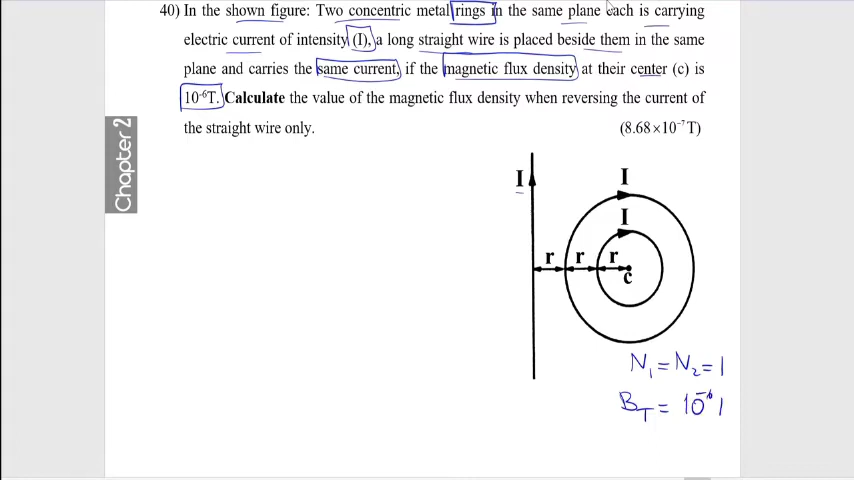 40) In the shown figure: Two concentric metal rings in the same plane each is carrying
electric current of intensity (I), a long straight wire is placed beside them in the same
plane and carries the same current, if the magnetic flux density at their center (c) is
10⁻⁶T. Calculate the value of the magnetic flux density when reversing the current of
the straight wire only. (8.68×10⁻⁷T)
Chapter 2
I
I
I
r r r
c
N₁ = N₂ = 1
B_T = 10⁻⁶ T